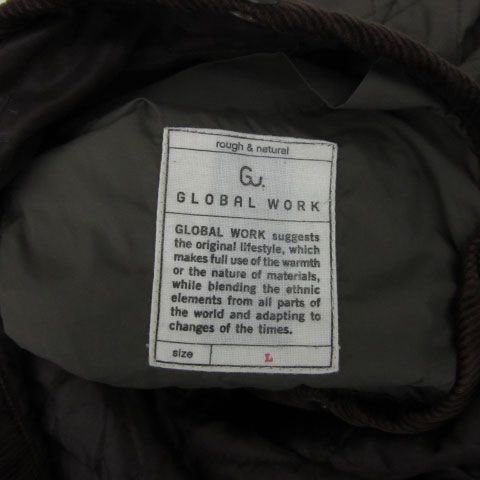 rough & natural
Gw.
GLOBAL WORK
GLOBAL WORK suggests
the original lifestyle, which
makes full use of the warmth
or the nature of materials,
while blending the ethnic
elements from all parts of
the world and adapting to
changes of the times.
size L